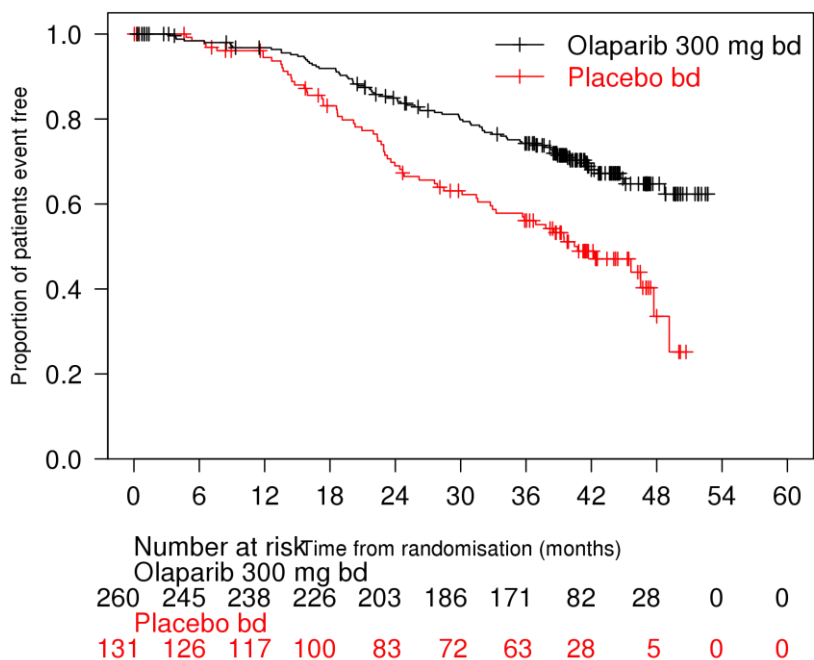 Proportion of patients event free
1.0
0.8
0.6
0.4
0.2
0.0
Olaparib 300 mg bd
Placebo bd
0 6 12 18 24 30 36 42 48 54 60
Number at risk
Time from randomisation (months)
Olaparib 300 mg bd
260 245 238 226 203 186 171 82 28 0 0
Placebo bd
131 126 117 100 83 72 63 28 5 0 0